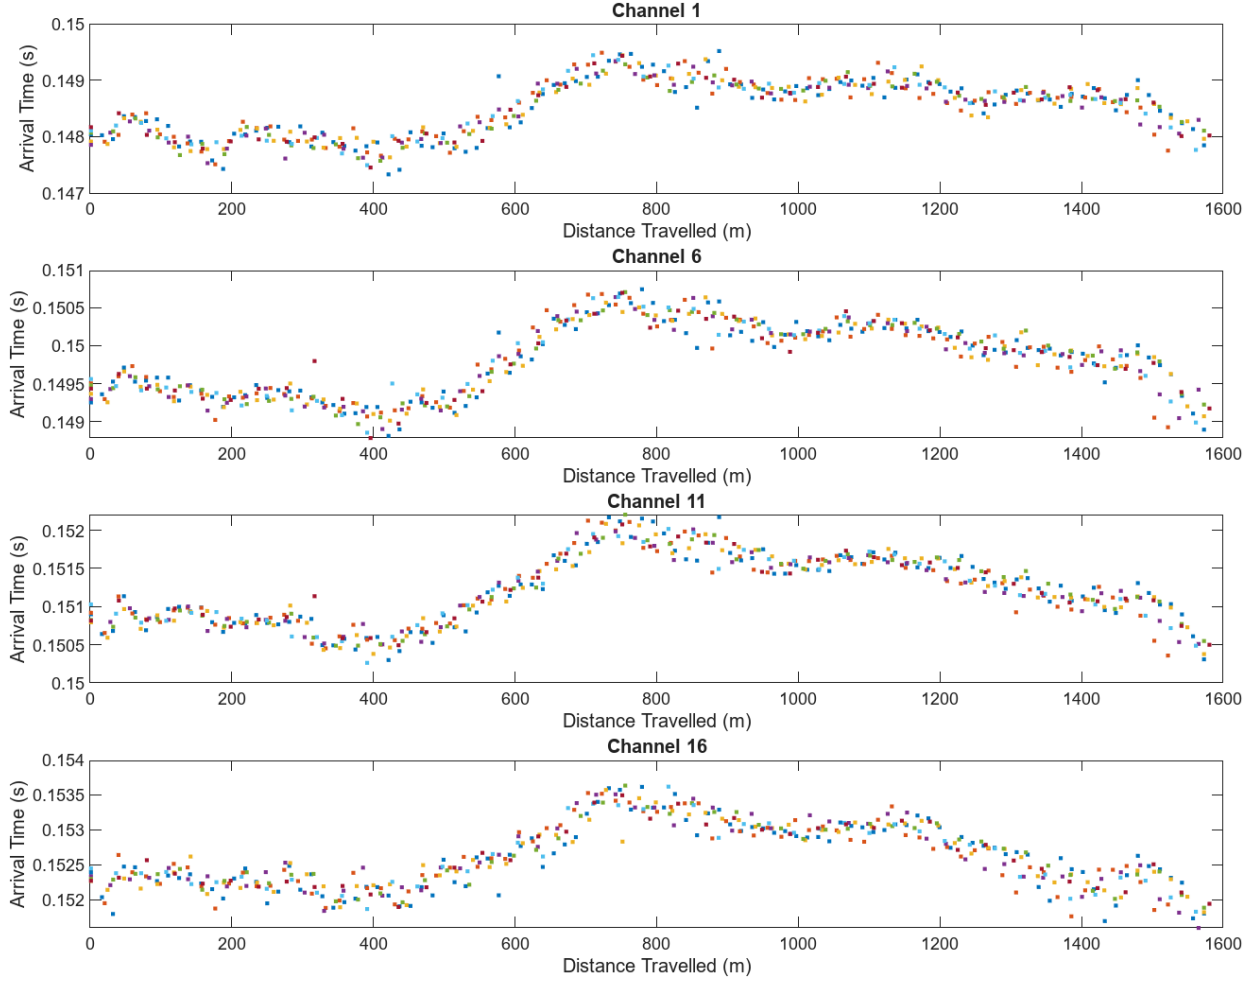 Channel 1
0.15
0.149
0.148
0.147
Arrival Time (s)
0 200 400 600 800 1000 1200 1400 1600
Distance Travelled (m)
Channel 6
0.151
0.1505
0.15
0.1495
0.149
Arrival Time (s)
0 200 400 600 800 1000 1200 1400 1600
Distance Travelled (m)
Channel 11
0.152
0.1515
0.151
0.1505
0.15
Arrival Time (s)
0 200 400 600 800 1000 1200 1400 1600
Distance Travelled (m)
Channel 16
0.154
0.1535
0.153
0.1525
0.152
Arrival Time (s)
0 200 400 600 800 1000 1200 1400 1600
Distance Travelled (m)